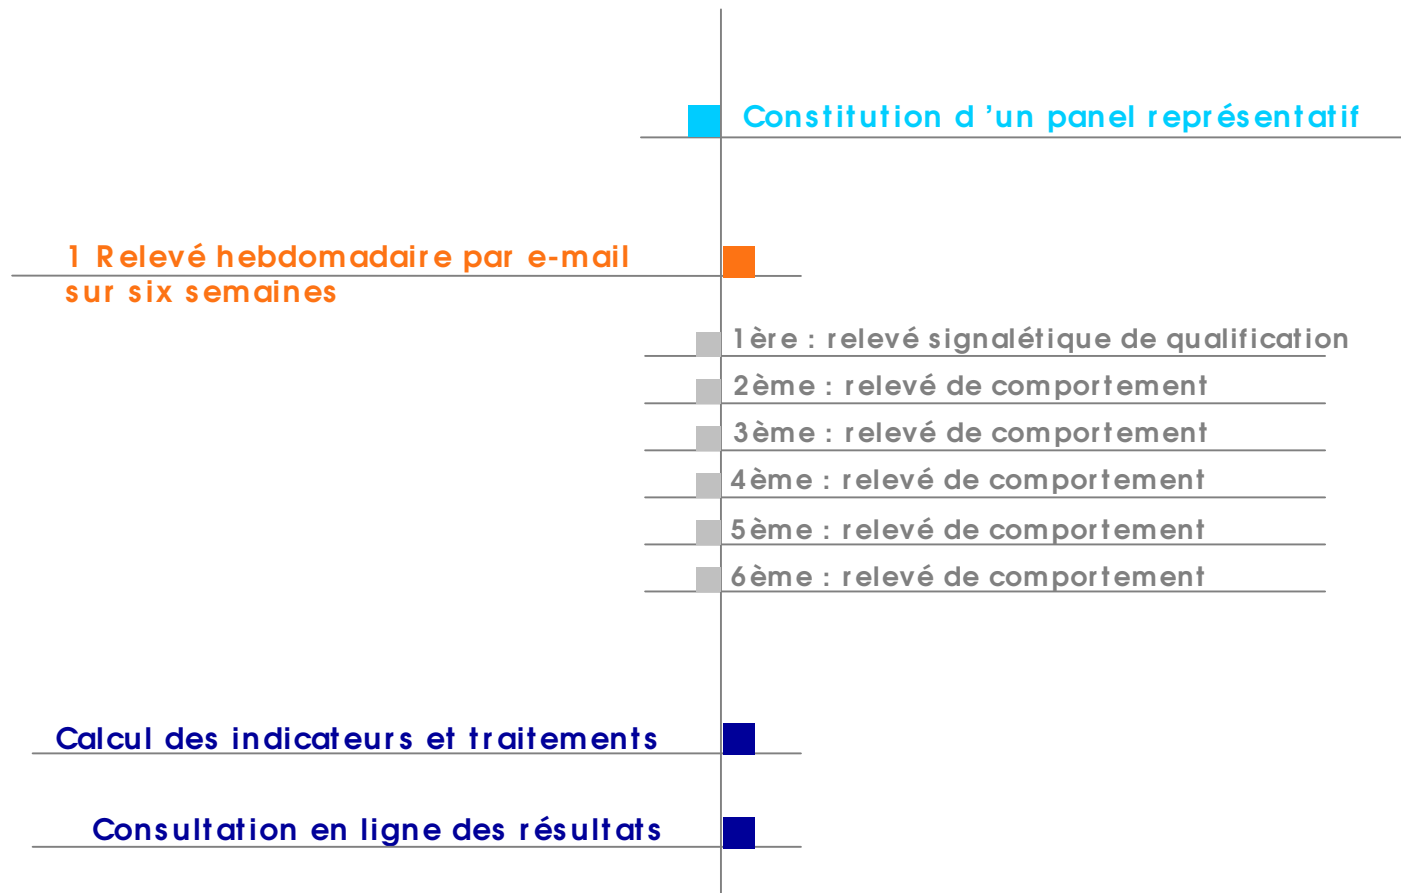 Constitution d ’un panel représentatif
1 Relevé hebdomadaire par e-mail
sur six semaines
1ère : relevé signalétique de qualification
2ème : relevé de comportement
3ème : relevé de comportement
4ème : relevé de comportement
5ème : relevé de comportement
6ème : relevé de comportement
Calcul des indicateurs et traitements
Consultation en ligne des résultats